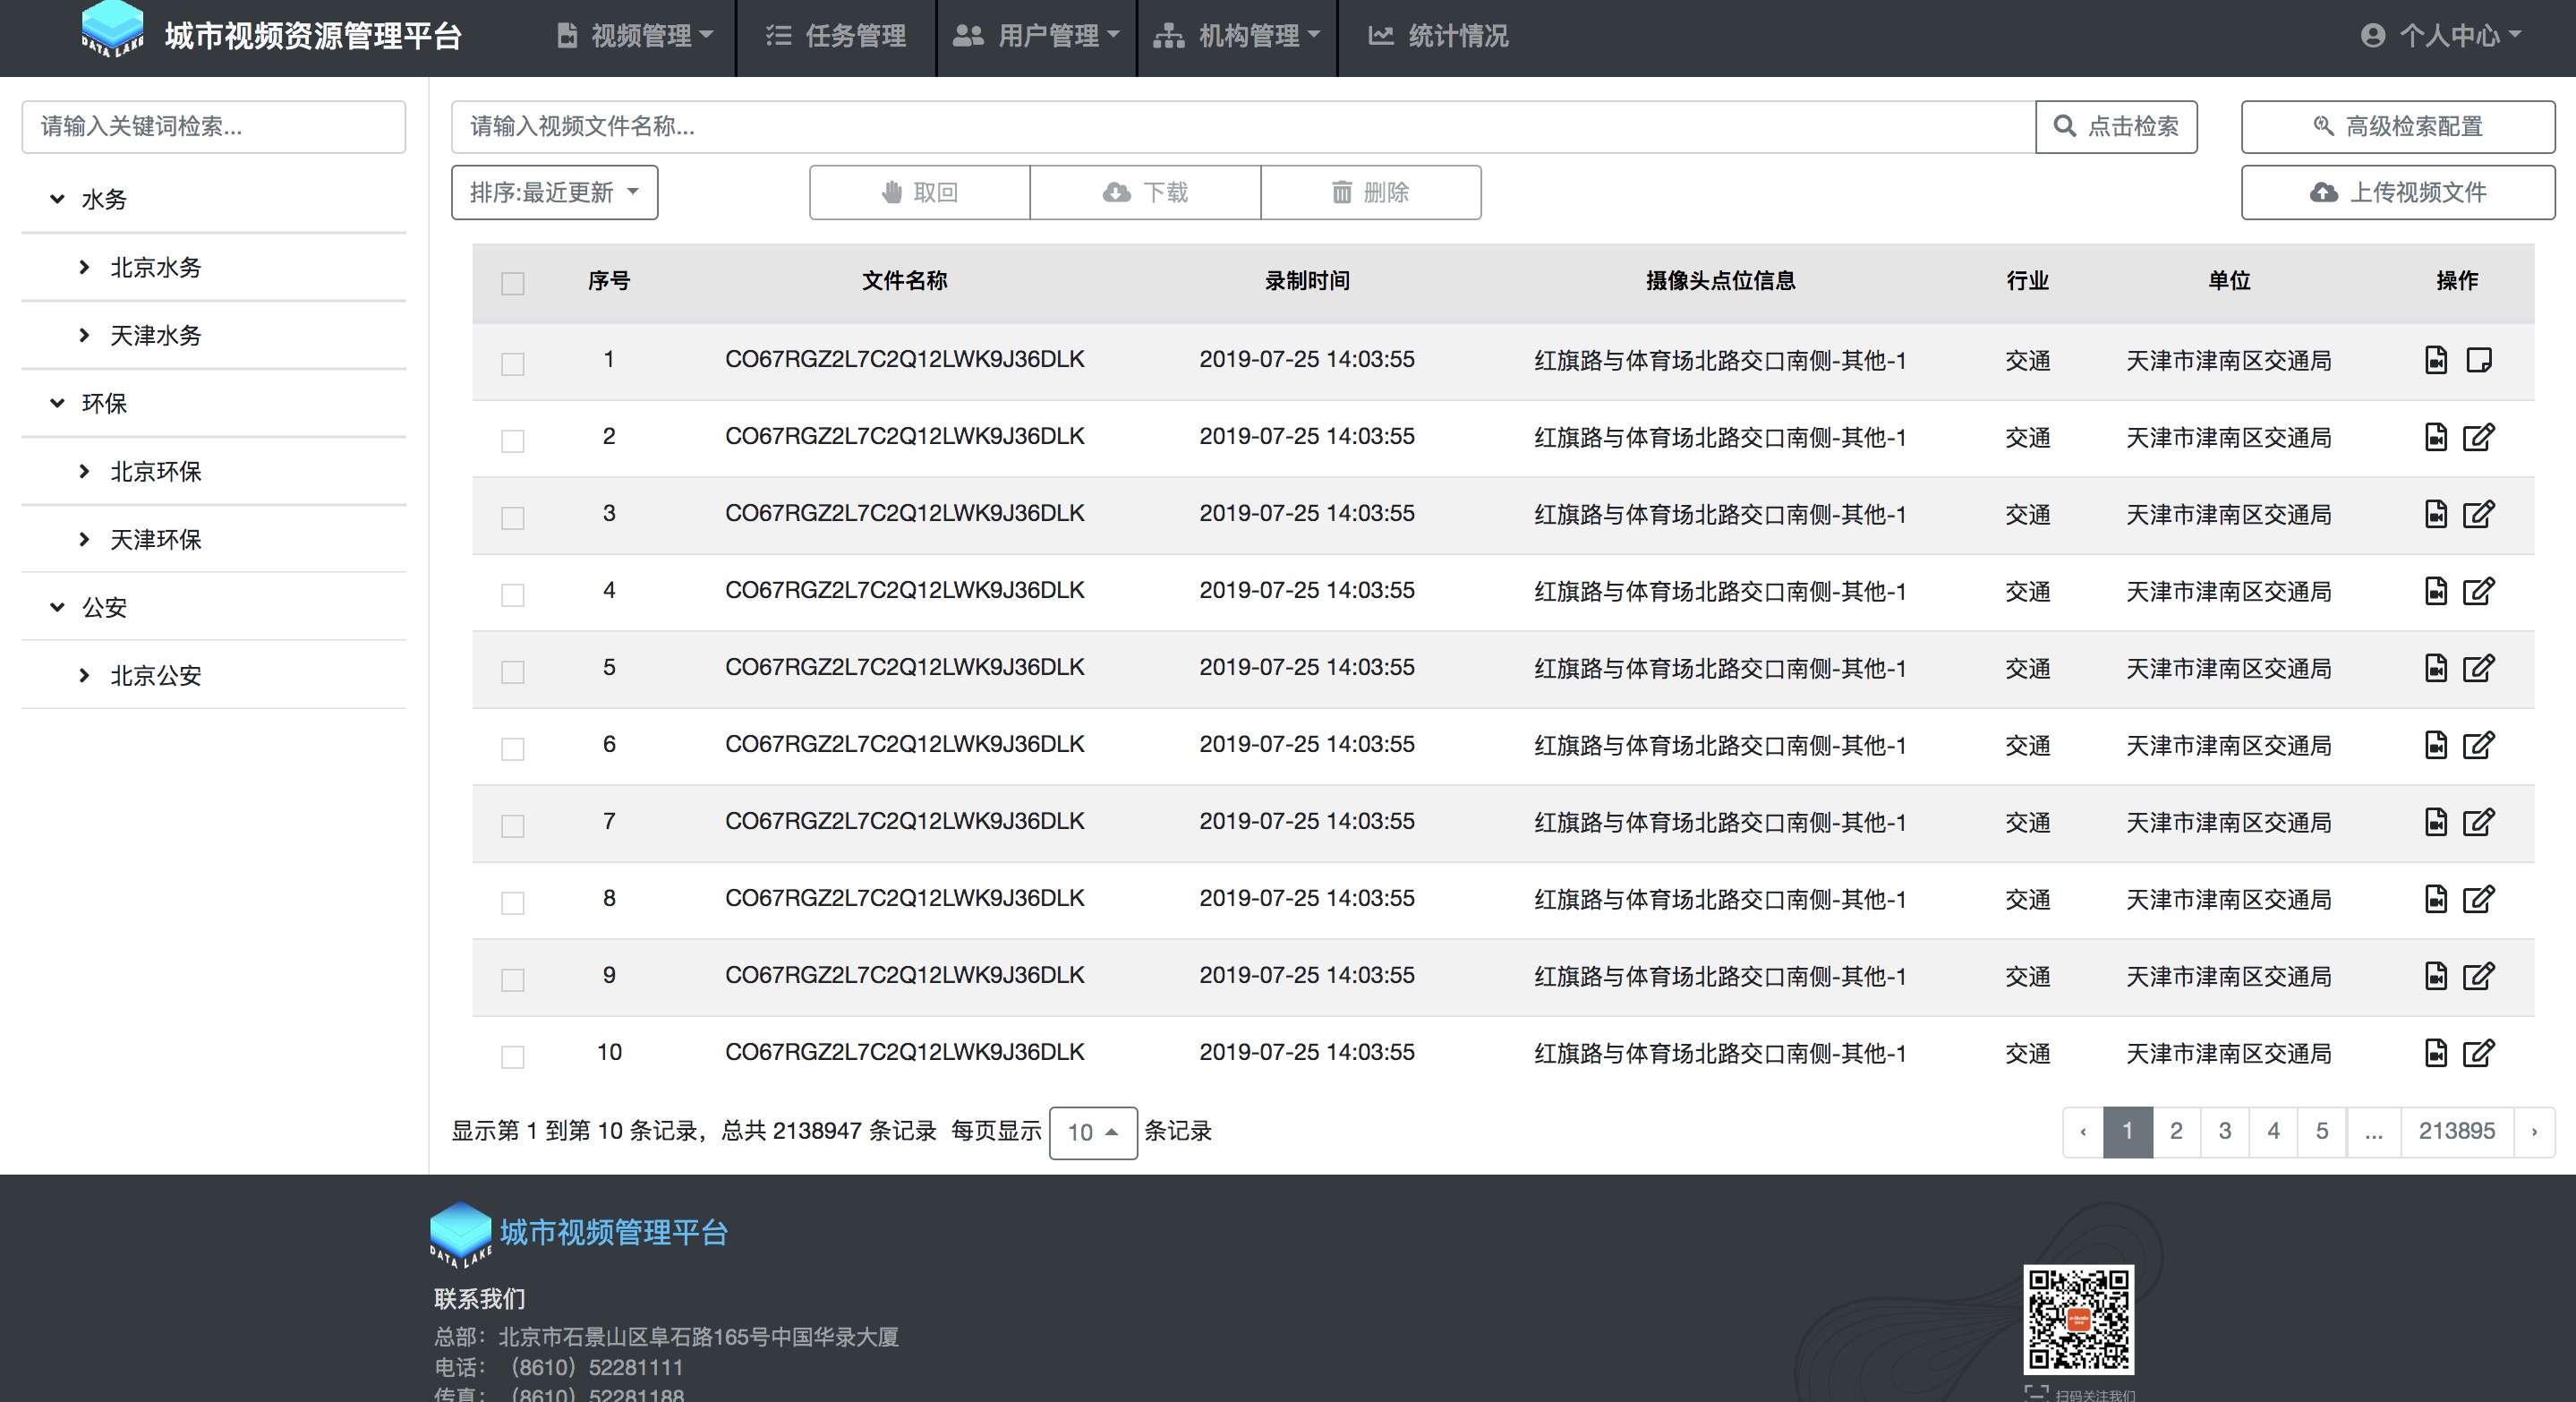 DATA LAKE 城市视频资源管理平台 视频管理 任务管理 用户管理 机构管理 统计情况 个人中心
请输入关键词检索...
水务
北京水务
天津水务
环保
北京环保
天津环保
公安
北京公安
请输入视频文件名称... 点击检索 高级检索配置
排序:最近更新 取回 下载 删除 上传视频文件
序号 文件名称 录制时间 摄像头点位信息 行业 单位 操作
1 CO67RGZ2L7C2Q12LWK9J36DLK 2019-07-25 14:03:55 红旗路与体育场北路交口南侧-其他-1 交通 天津市津南区交通局
2 CO67RGZ2L7C2Q12LWK9J36DLK 2019-07-25 14:03:55 红旗路与体育场北路交口南侧-其他-1 交通 天津市津南区交通局
3 CO67RGZ2L7C2Q12LWK9J36DLK 2019-07-25 14:03:55 红旗路与体育场北路交口南侧-其他-1 交通 天津市津南区交通局
4 CO67RGZ2L7C2Q12LWK9J36DLK 2019-07-25 14:03:55 红旗路与体育场北路交口南侧-其他-1 交通 天津市津南区交通局
5 CO67RGZ2L7C2Q12LWK9J36DLK 2019-07-25 14:03:55 红旗路与体育场北路交口南侧-其他-1 交通 天津市津南区交通局
6 CO67RGZ2L7C2Q12LWK9J36DLK 2019-07-25 14:03:55 红旗路与体育场北路交口南侧-其他-1 交通 天津市津南区交通局
7 CO67RGZ2L7C2Q12LWK9J36DLK 2019-07-25 14:03:55 红旗路与体育场北路交口南侧-其他-1 交通 天津市津南区交通局
8 CO67RGZ2L7C2Q12LWK9J36DLK 2019-07-25 14:03:55 红旗路与体育场北路交口南侧-其他-1 交通 天津市津南区交通局
9 CO67RGZ2L7C2Q12LWK9J36DLK 2019-07-25 14:03:55 红旗路与体育场北路交口南侧-其他-1 交通 天津市津南区交通局
10 CO67RGZ2L7C2Q12LWK9J36DLK 2019-07-25 14:03:55 红旗路与体育场北路交口南侧-其他-1 交通 天津市津南区交通局
显示第 1 到第 10 条记录，总共 2138947 条记录 每页显示 10 条记录 ‹ 1 2 3 4 5 ... 213895 ›
DATA LAKE 城市视频管理平台
联系我们
总部：北京市石景山区阜石路165号中国华录大厦
电话：（8610）52281111
传真：（8610）52281188
扫码关注我们